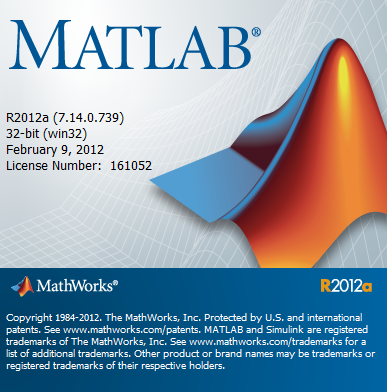 MATLAB®
R2012a (7.14.0.739)
32-bit (win32)
February 9, 2012
License Number:  161052
MathWorks®
R2012a
Copyright 1984-2012. The MathWorks, Inc. Protected by U.S. and international
patents. See www.mathworks.com/patents. MATLAB and Simulink are registered
trademarks of The MathWorks, Inc. See www.mathworks.com/trademarks for a
list of additional trademarks. Other product or brand names may be trademarks or
registered trademarks of their respective holders.